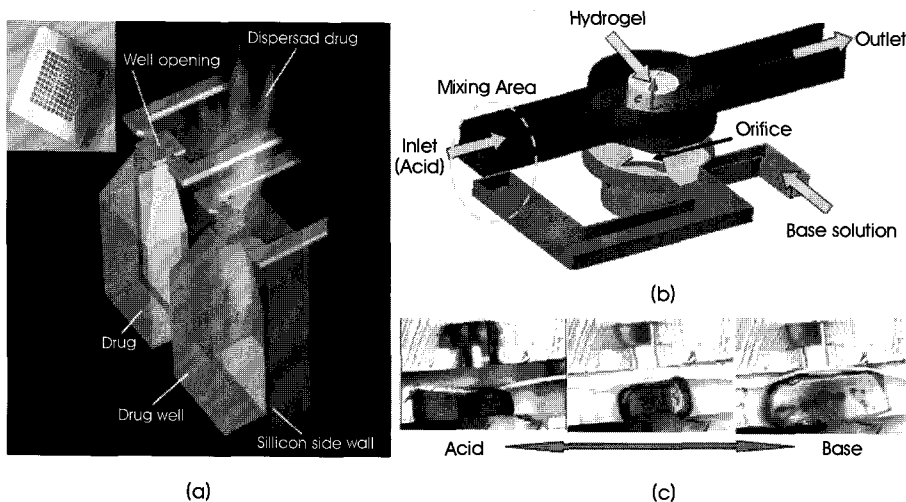 Dispersad drug
Well opening
Drug
Drug well
Sillicon side wall
(a)
Hydrogel
Outlet
Mixing Area
Inlet
(Acid)
Orifice
Base solution
(b)
Acid
Base
(c)